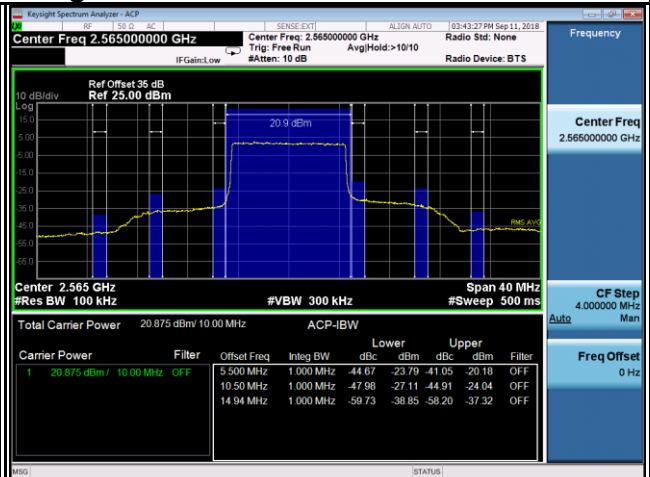 Keysight Spectrum Analyzer - ACP
RF 50 Ω AC SENSE:EXT ALIGN AUTO 03:43:27 PM Sep 11, 2018
Center Freq 2.565000000 GHz
Center Freq: 2.565000000 GHz
Radio Std: None
Trig: Free Run Avg|Hold:>10/10
IFGain:Low #Atten: 10 dB Radio Device: BTS
Frequency
Ref Offset 35 dB
10 dB/div Ref 25.00 dBm
Log
15.0
5.00
-5.00
-15.0
-25.0
-35.0
-45.0
-55.0
-65.0
20.9 dBm
RMS AVG
Center 2.565 GHz Span 40 MHz
#Res BW 100 kHz #VBW 300 kHz #Sweep 500 ms
Total Carrier Power 20.875 dBm/ 10.00 MHz ACP-IBW
Lower Upper
Carrier Power Filter Offset Freq Integ BW dBc dBm dBc dBm Filter
1 20.875 dBm / 10.00 MHz OFF 5.500 MHz 1.000 MHz -44.67 -23.79 -41.05 -20.18 OFF
10.50 MHz 1.000 MHz -47.98 -27.11 -44.91 -24.04 OFF
14.94 MHz 1.000 MHz -59.73 -38.85 -58.20 -37.32 OFF
Center Freq
2.565000000 GHz
CF Step
4.000000 MHz
Auto Man
Freq Offset
0 Hz
MSG STATUS